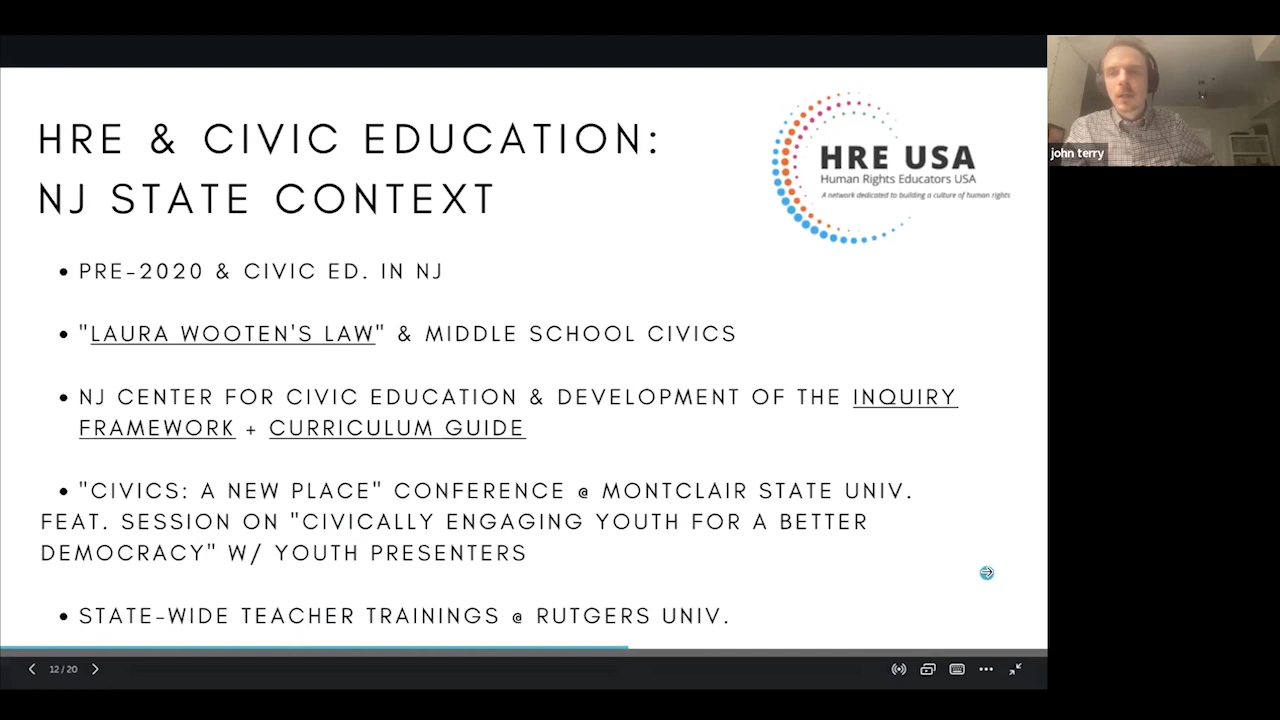 HRE & CIVIC EDUCATION:
NJ STATE CONTEXT
HRE USA
Human Rights Educators USA
A network dedicated to building a culture of human rights
john terry
• PRE-2020 & CIVIC ED. IN NJ
• "LAURA WOOTEN'S LAW" & MIDDLE SCHOOL CIVICS
• NJ CENTER FOR CIVIC EDUCATION & DEVELOPMENT OF THE INQUIRY
FRAMEWORK + CURRICULUM GUIDE
• "CIVICS: A NEW PLACE" CONFERENCE @ MONTCLAIR STATE UNIV.
FEAT. SESSION ON "CIVICALLY ENGAGING YOUTH FOR A BETTER
DEMOCRACY" W/ YOUTH PRESENTERS
• STATE-WIDE TEACHER TRAININGS @ RUTGERS UNIV.
12 / 20